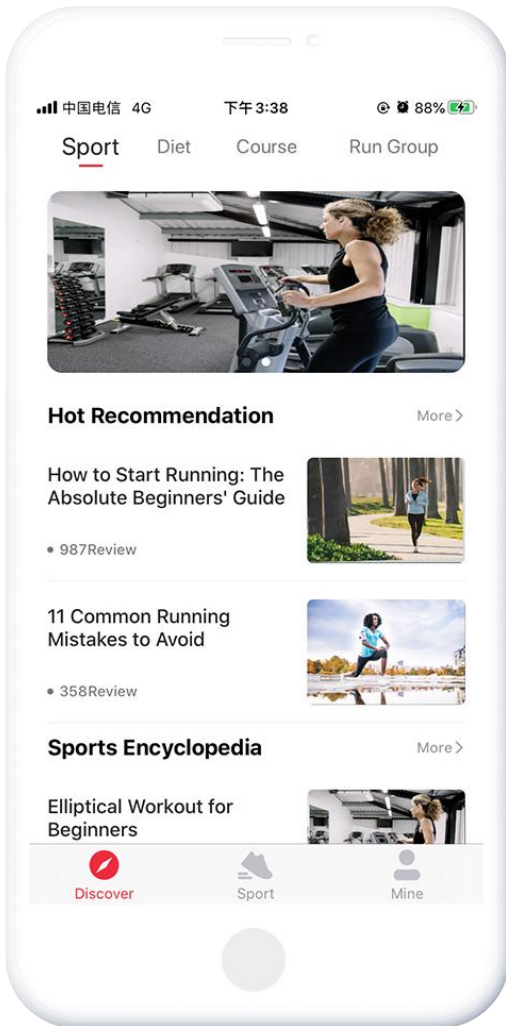 中国电信 4G 下午3:38 88%
Sport Diet Course Run Group
Hot Recommendation More
How to Start Running: The
Absolute Beginners' Guide
987Review
11 Common Running
Mistakes to Avoid
358Review
Sports Encyclopedia More
Elliptical Workout for
Beginners
Discover Sport Mine